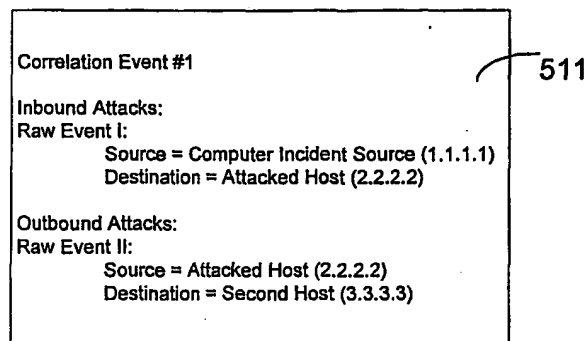 Correlation Event #1
511
Inbound Attacks:
Raw Event I:
Source = Computer Incident Source (1.1.1.1)
Destination = Attacked Host (2.2.2.2)
Outbound Attacks:
Raw Event II:
Source = Attacked Host (2.2.2.2)
Destination = Second Host (3.3.3.3)